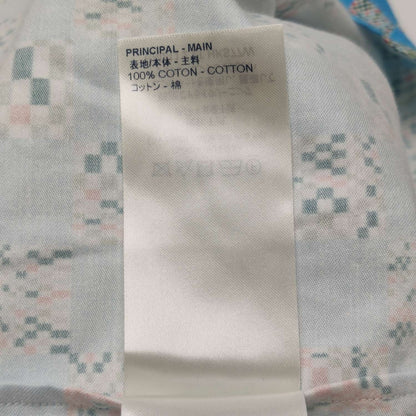 PRINCIPAL - MAIN
表地/本体 - 主料
100% COTON - COTTON
コットン - 棉